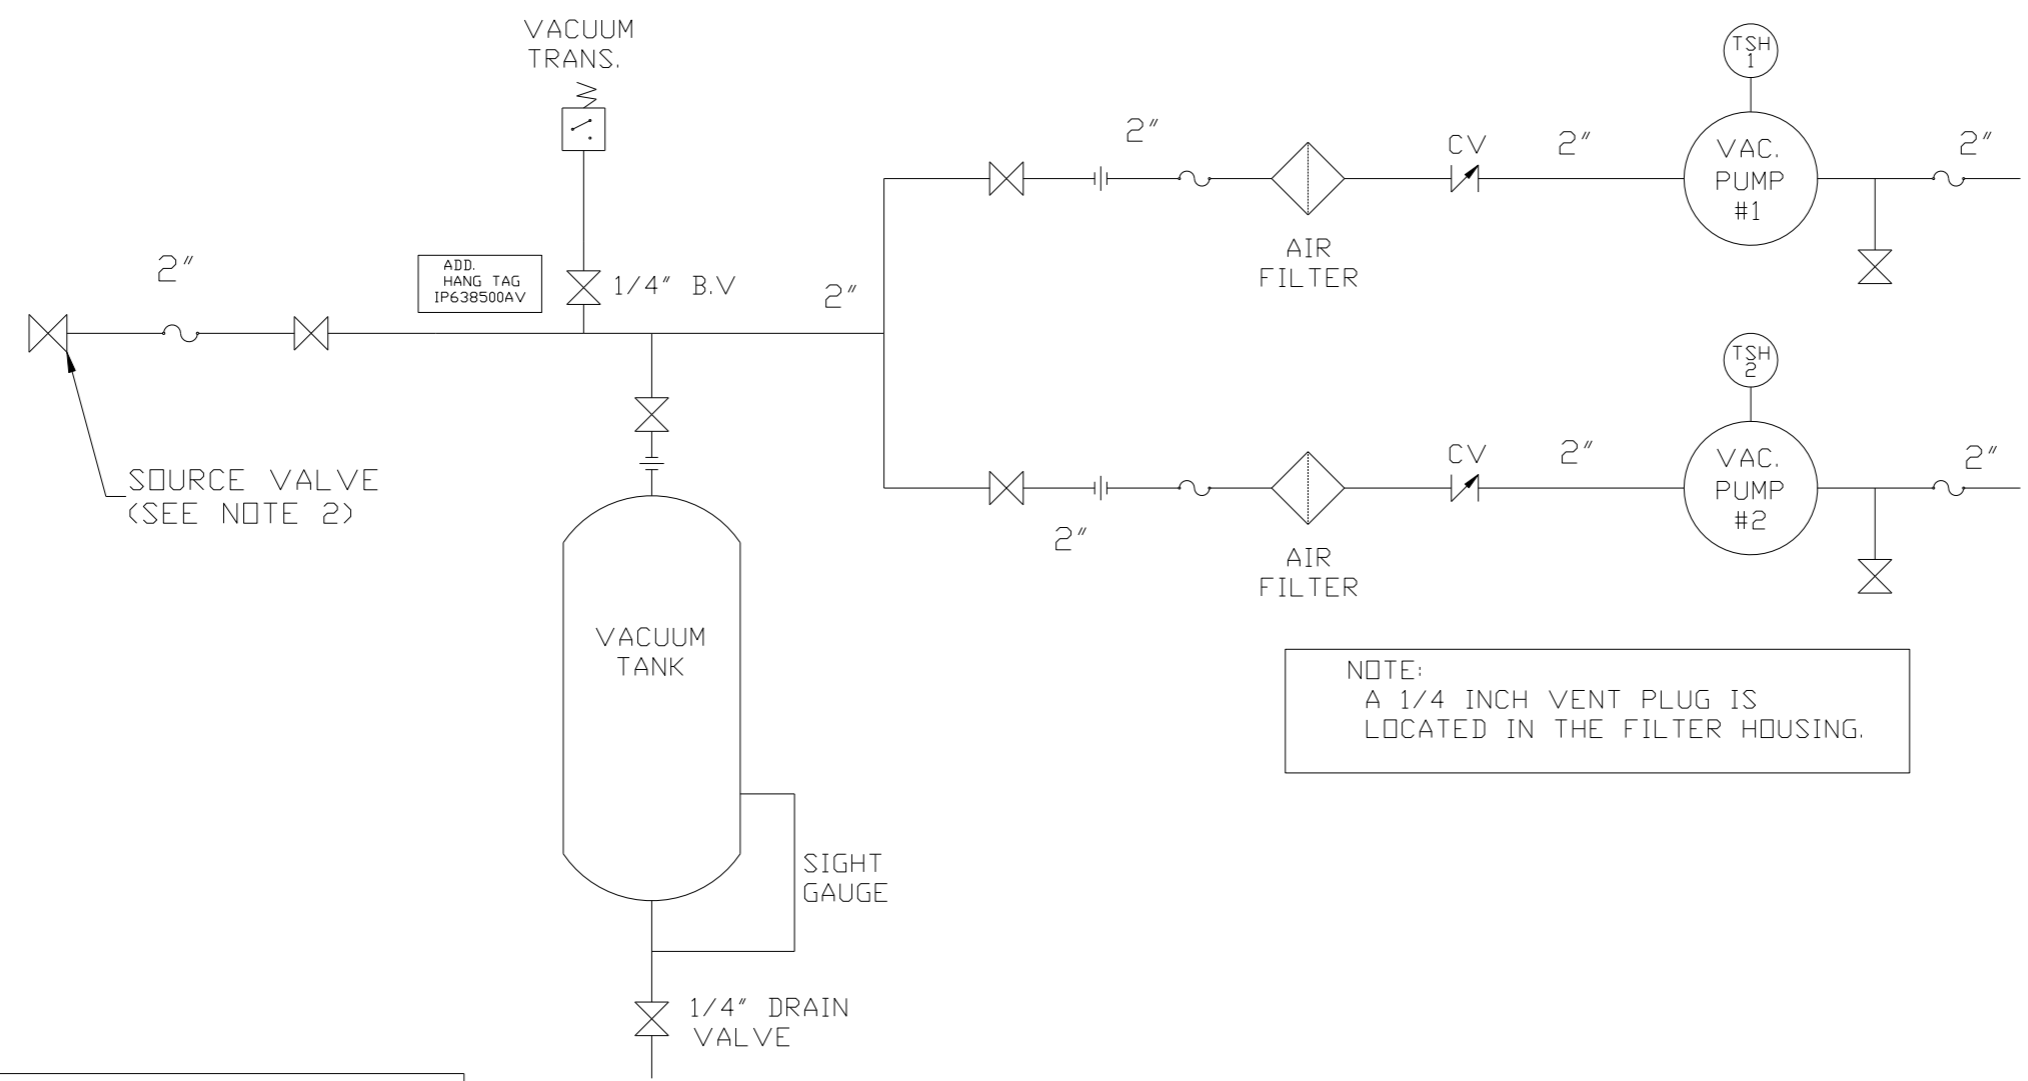 VACUUM
TRANS.
TSH
1
2"
CV
2"
VAC.
PUMP
#1
2"
AIR
FILTER
2"
ADD.
HANG TAG
IP638500AV
1/4" B.V
2"
TSH
2
SOURCE VALVE
(SEE NOTE 2)
CV
2"
VAC.
PUMP
#2
2"
2"
AIR
FILTER
VACUUM
TANK
NOTE:
A 1/4 INCH VENT PLUG IS
LOCATED IN THE FILTER HOUSING.
SIGHT
GAUGE
1/4" DRAIN
VALVE